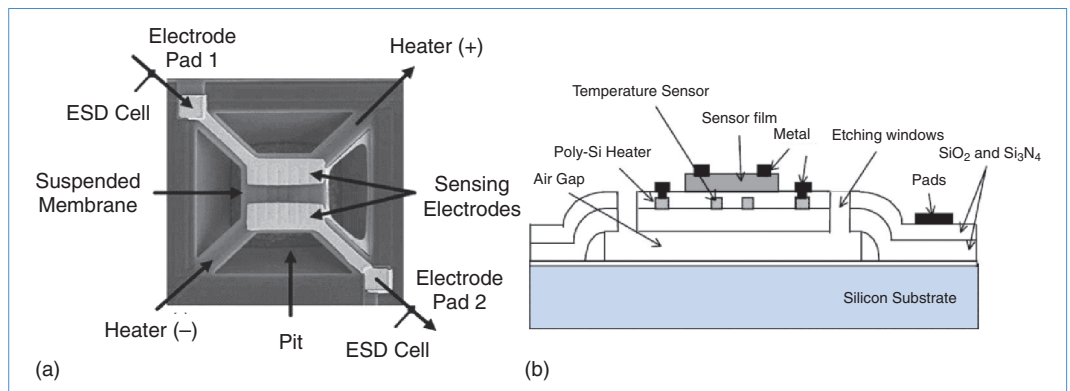 Electrode
Pad 1
Heater (+)
ESD Cell
Suspended
Membrane
Sensing
Electrodes
Electrode
Pad 2
Heater (–)
Pit
ESD Cell
(a)
Temperature Sensor
Sensor film
Metal
Etching windows
Poly-Si Heater
SiO₂ and Si₃N₄
Air Gap
Pads
Silicon Substrate
(b)